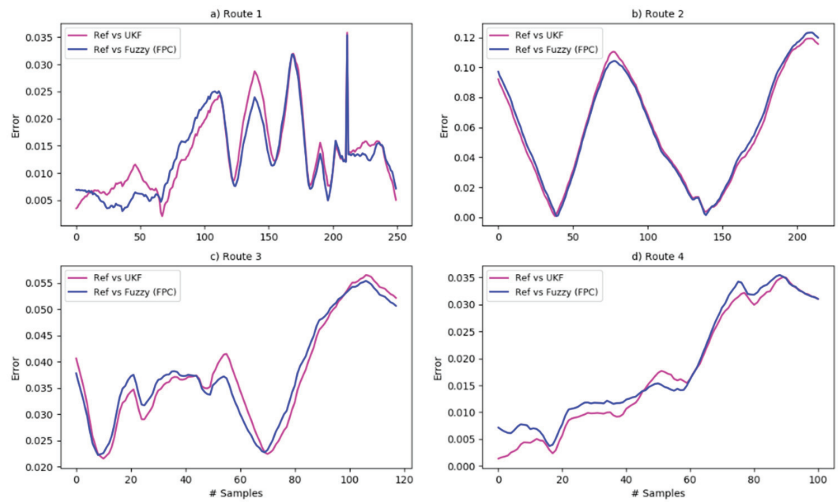 a) Route 1
Ref vs UKF
Ref vs Fuzzy (FPC)
Error
0.035
0.030
0.025
0.020
0.015
0.010
0.005
0 50 100 150 200 250
b) Route 2
Ref vs UKF
Ref vs Fuzzy (FPC)
Error
0.12
0.10
0.08
0.06
0.04
0.02
0.00
0 50 100 150 200
c) Route 3
Ref vs UKF
Ref vs Fuzzy (FPC)
Error
0.055
0.050
0.045
0.040
0.035
0.030
0.025
0.020
0 20 40 60 80 100 120
# Samples
d) Route 4
Ref vs UKF
Ref vs Fuzzy (FPC)
Error
0.035
0.030
0.025
0.020
0.015
0.010
0.005
0.000
0 20 40 60 80 100
# Samples